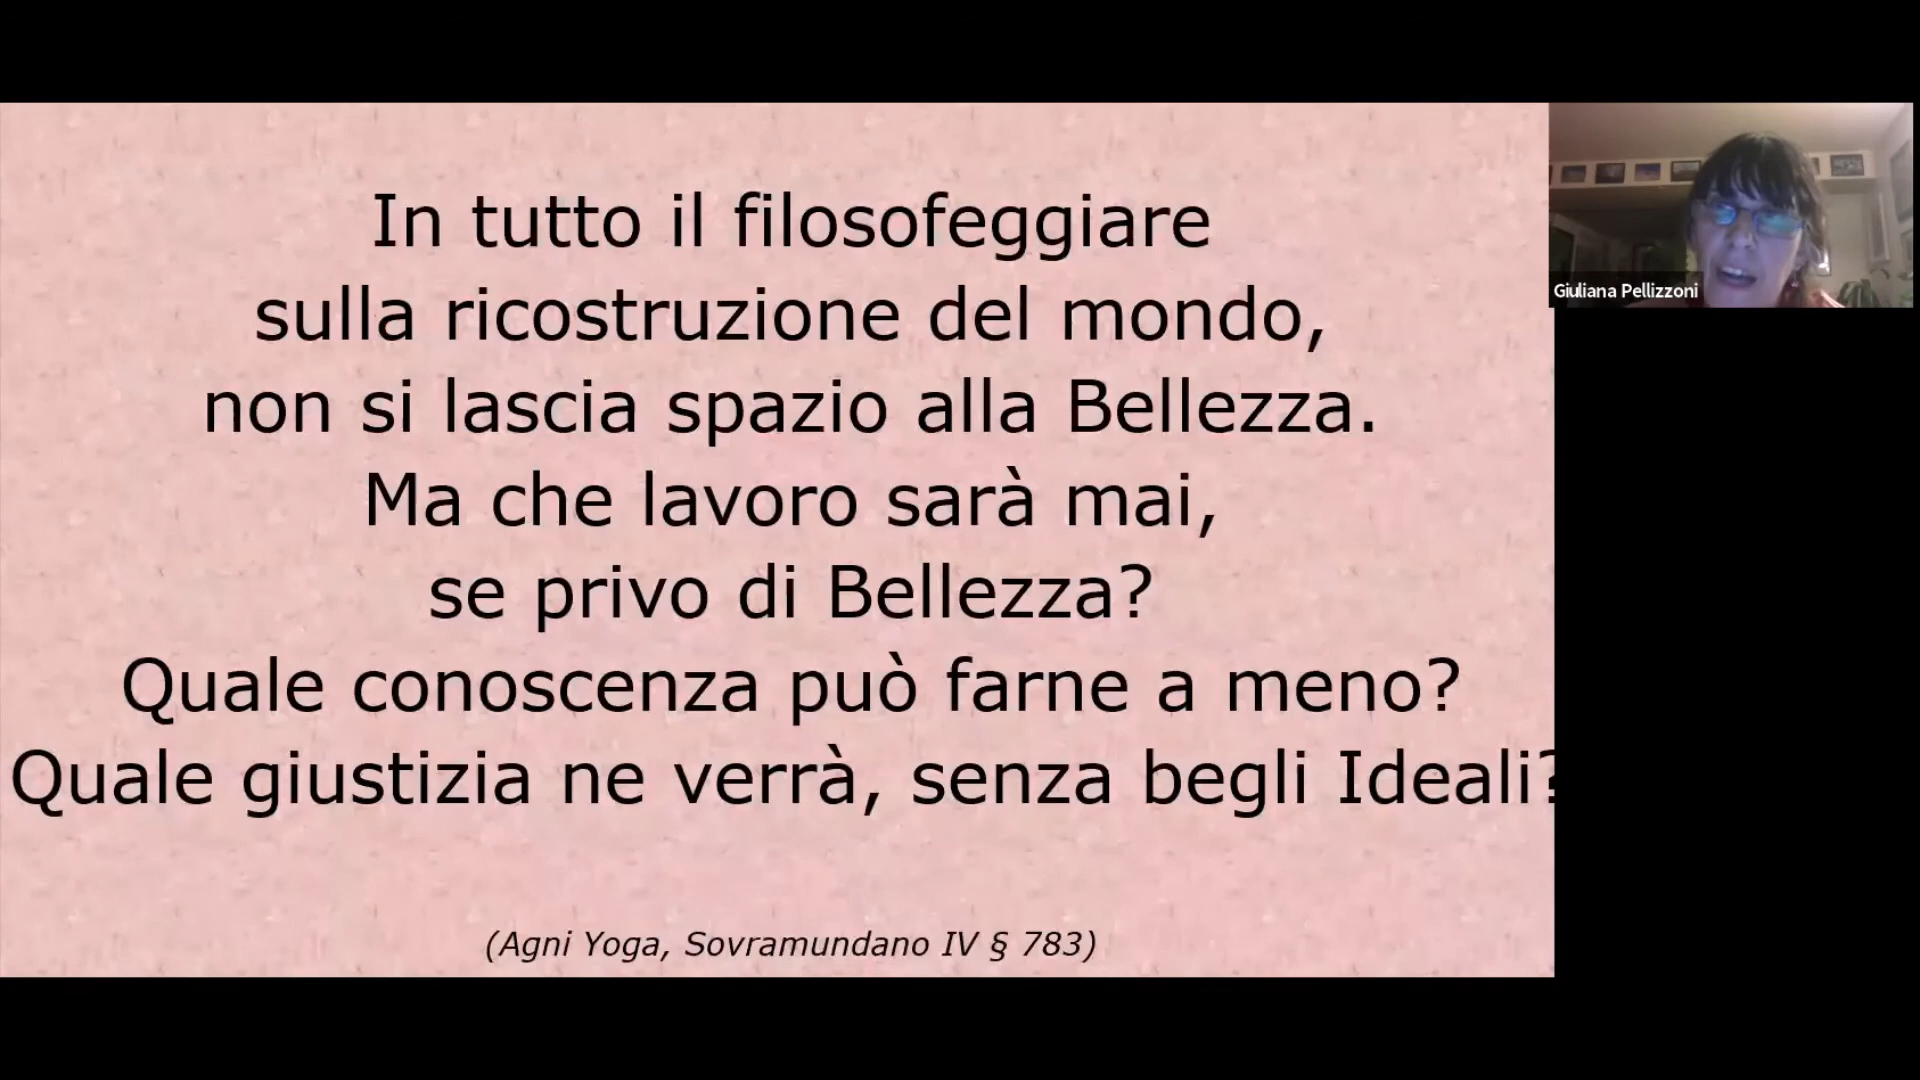 In tutto il filosofeggiare
sulla ricostruzione del mondo,
non si lascia spazio alla Bellezza.
Ma che lavoro sarà mai,
se privo di Bellezza?
Quale conoscenza può farne a meno?
Quale giustizia ne verrà, senza begli Ideali?
(Agni Yoga, Sovramundano IV § 783)
Giuliana Pellizzoni